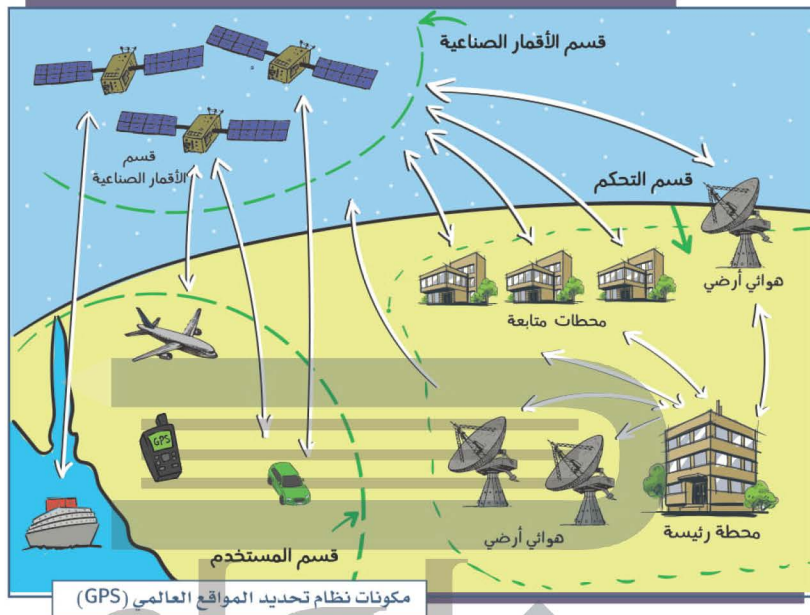 قسم الأقمار الصناعية
قسم
الأقمار الصناعية
قسم التحكم
هوائي أرضي
محطات متابعة
GPS
محطة رئيسة
هوائي أرضي
قسم المستخدم
مكونات نظام تحديد المواقع العالمي (GPS)